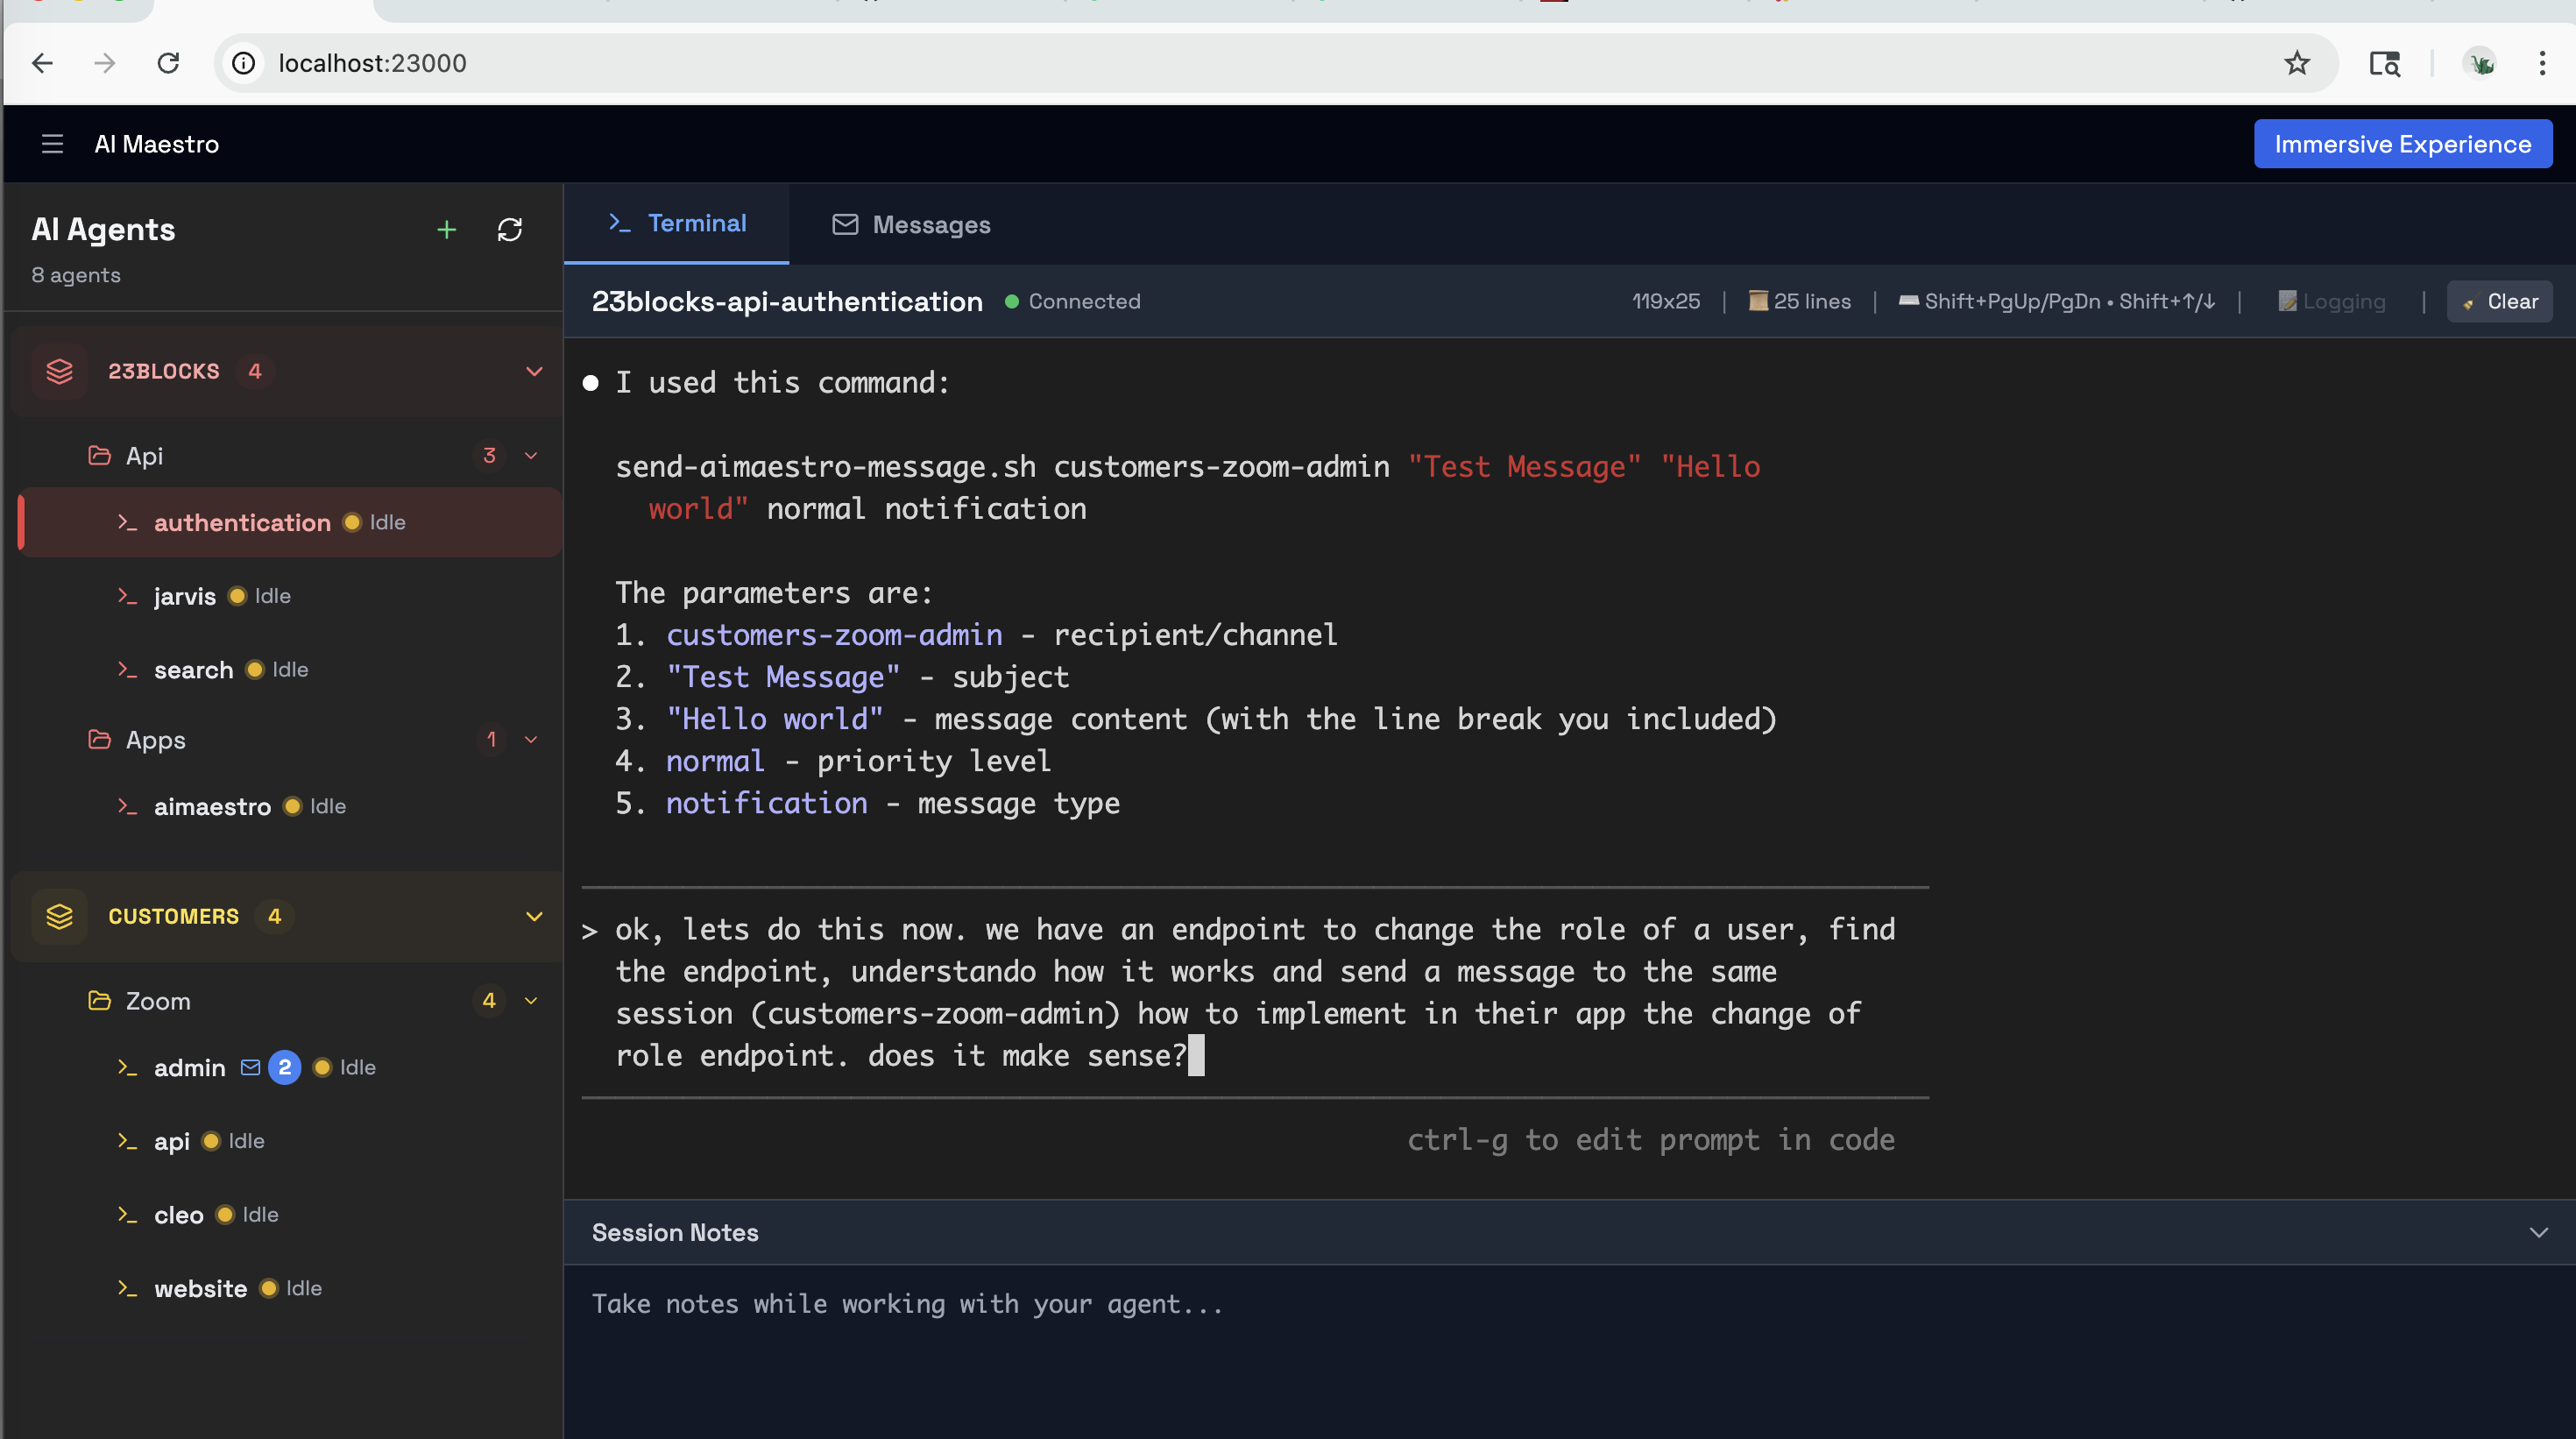 localhost:23000
AI Maestro
Immersive Experience
AI Agents
8 agents
23BLOCKS 4
Api 3
authentication Idle
jarvis Idle
search Idle
Apps 1
aimaestro Idle
CUSTOMERS 4
Zoom 4
admin 2 Idle
api Idle
cleo Idle
website Idle
Terminal
Messages
23blocks-api-authentication Connected
119x25 | 25 lines | Shift+PgUp/PgDn • Shift+↑/↓ | Logging | Clear
● I used this command:
send-aimaestro-message.sh customers-zoom-admin "Test Message" "Hello
world" normal notification
The parameters are:
1. customers-zoom-admin - recipient/channel
2. "Test Message" - subject
3. "Hello world" - message content (with the line break you included)
4. normal - priority level
5. notification - message type
> ok, lets do this now. we have an endpoint to change the role of a user, find
the endpoint, understando how it works and send a message to the same
session (customers-zoom-admin) how to implement in their app the change of
role endpoint. does it make sense?
ctrl-g to edit prompt in code
Session Notes
Take notes while working with your agent...